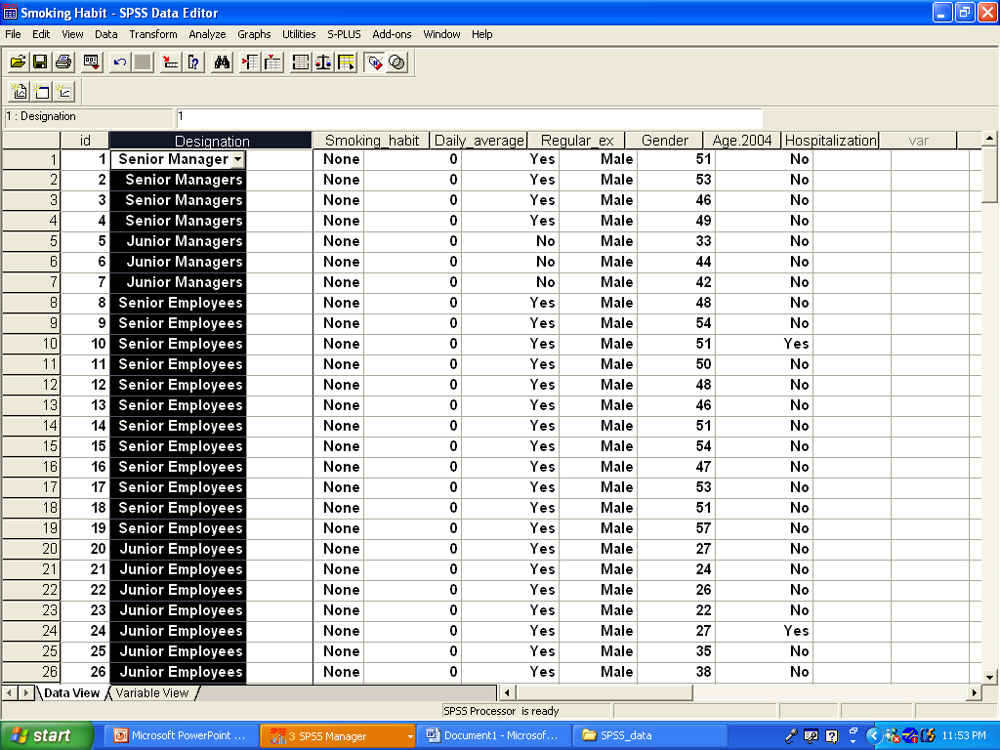 Smoking Habit - SPSS Data Editor
File Edit View Data Transform Analyze Graphs Utilities S-PLUS Add-ons Window Help
1 : Designation 1
id Designation Smoking_habit Daily_average Regular_ex Gender Age.2004 Hospitalization var
1 1 Senior Manager None 0 Yes Male 51 No
2 2 Senior Managers None 0 Yes Male 53 No
3 3 Senior Managers None 0 Yes Male 46 No
4 4 Senior Managers None 0 Yes Male 49 No
5 5 Junior Managers None 0 No Male 33 No
6 6 Junior Managers None 0 No Male 44 No
7 7 Junior Managers None 0 No Male 42 No
8 8 Senior Employees None 0 Yes Male 48 No
9 9 Senior Employees None 0 Yes Male 54 No
10 10 Senior Employees None 0 Yes Male 51 Yes
11 11 Senior Employees None 0 Yes Male 50 No
12 12 Senior Employees None 0 Yes Male 48 No
13 13 Senior Employees None 0 Yes Male 46 No
14 14 Senior Employees None 0 Yes Male 51 No
15 15 Senior Employees None 0 Yes Male 54 No
16 16 Senior Employees None 0 Yes Male 47 No
17 17 Senior Employees None 0 Yes Male 53 No
18 18 Senior Employees None 0 Yes Male 51 No
19 19 Senior Employees None 0 Yes Male 57 No
20 20 Junior Employees None 0 Yes Male 27 No
21 21 Junior Employees None 0 Yes Male 24 No
22 22 Junior Employees None 0 Yes Male 26 No
23 23 Junior Employees None 0 Yes Male 22 No
24 24 Junior Employees None 0 Yes Male 27 Yes
25 25 Junior Employees None 0 Yes Male 35 No
26 26 Junior Employees None 0 Yes Male 38 No
Data View Variable View
SPSS Processor is ready
start Microsoft PowerPoint ... 3 SPSS Manager Document1 - Microsof... SPSS_data 11:53 PM